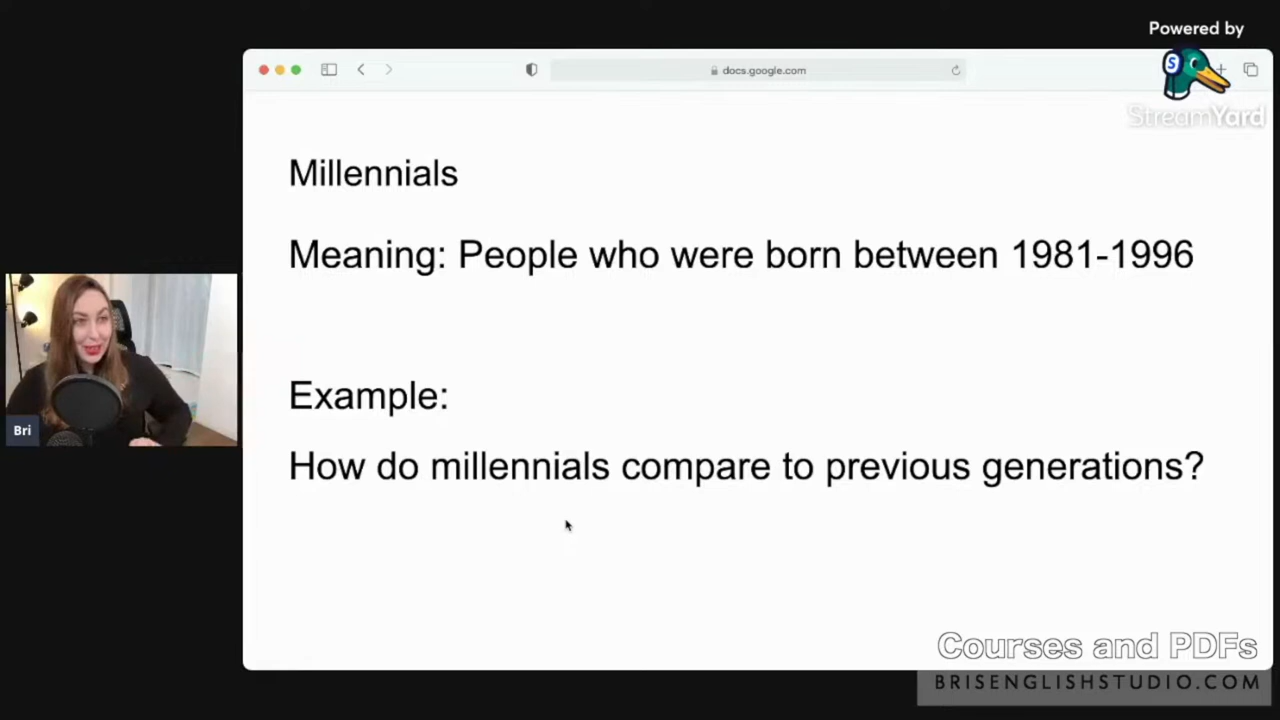 Powered by
S
StreamYard
docs.google.com
Millennials
Meaning: People who were born between 1981-1996
Example:
How do millennials compare to previous generations?
Bri
Courses and PDFs
BRISENGLISHSTUDIO.COM